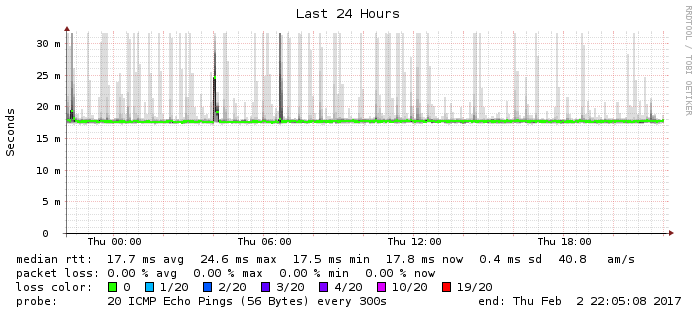 Last 24 Hours
RRDTOOL / TOBI OETIKER
Seconds
30 m
25 m
20 m
15 m
10 m
5 m
0
Thu 00:00 Thu 06:00 Thu 12:00 Thu 18:00
median rtt: 17.7 ms avg 24.6 ms max 17.5 ms min 17.8 ms now 0.4 ms sd 40.8 am/s
packet loss: 0.00 % avg 0.00 % max 0.00 % min 0.00 % now
loss color: 0 1/20 2/20 3/20 4/20 10/20 19/20
probe: 20 ICMP Echo Pings (56 Bytes) every 300s end: Thu Feb 2 22:05:08 2017